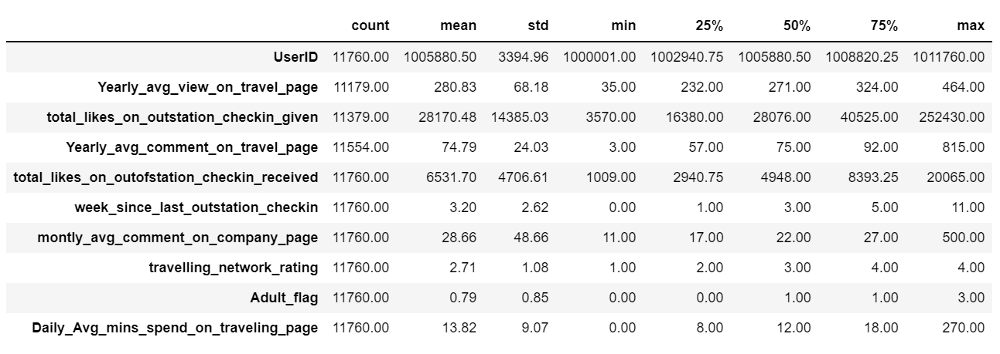 count mean std min 25% 50% 75% max
UserID 11760.00 1005880.50 3394.96 1000001.00 1002940.75 1005880.50 1008820.25 1011760.00
Yearly_avg_view_on_travel_page 11179.00 280.83 68.18 35.00 232.00 271.00 324.00 464.00
total_likes_on_outstation_checkin_given 11379.00 28170.48 14385.03 3570.00 16380.00 28076.00 40525.00 252430.00
Yearly_avg_comment_on_travel_page 11554.00 74.79 24.03 3.00 57.00 75.00 92.00 815.00
total_likes_on_outofstation_checkin_received 11760.00 6531.70 4706.61 1009.00 2940.75 4948.00 8393.25 20065.00
week_since_last_outstation_checkin 11760.00 3.20 2.62 0.00 1.00 3.00 5.00 11.00
montly_avg_comment_on_company_page 11760.00 28.66 48.66 11.00 17.00 22.00 27.00 500.00
travelling_network_rating 11760.00 2.71 1.08 1.00 2.00 3.00 4.00 4.00
Adult_flag 11760.00 0.79 0.85 0.00 0.00 1.00 1.00 3.00
Daily_Avg_mins_spend_on_traveling_page 11760.00 13.82 9.07 0.00 8.00 12.00 18.00 270.00